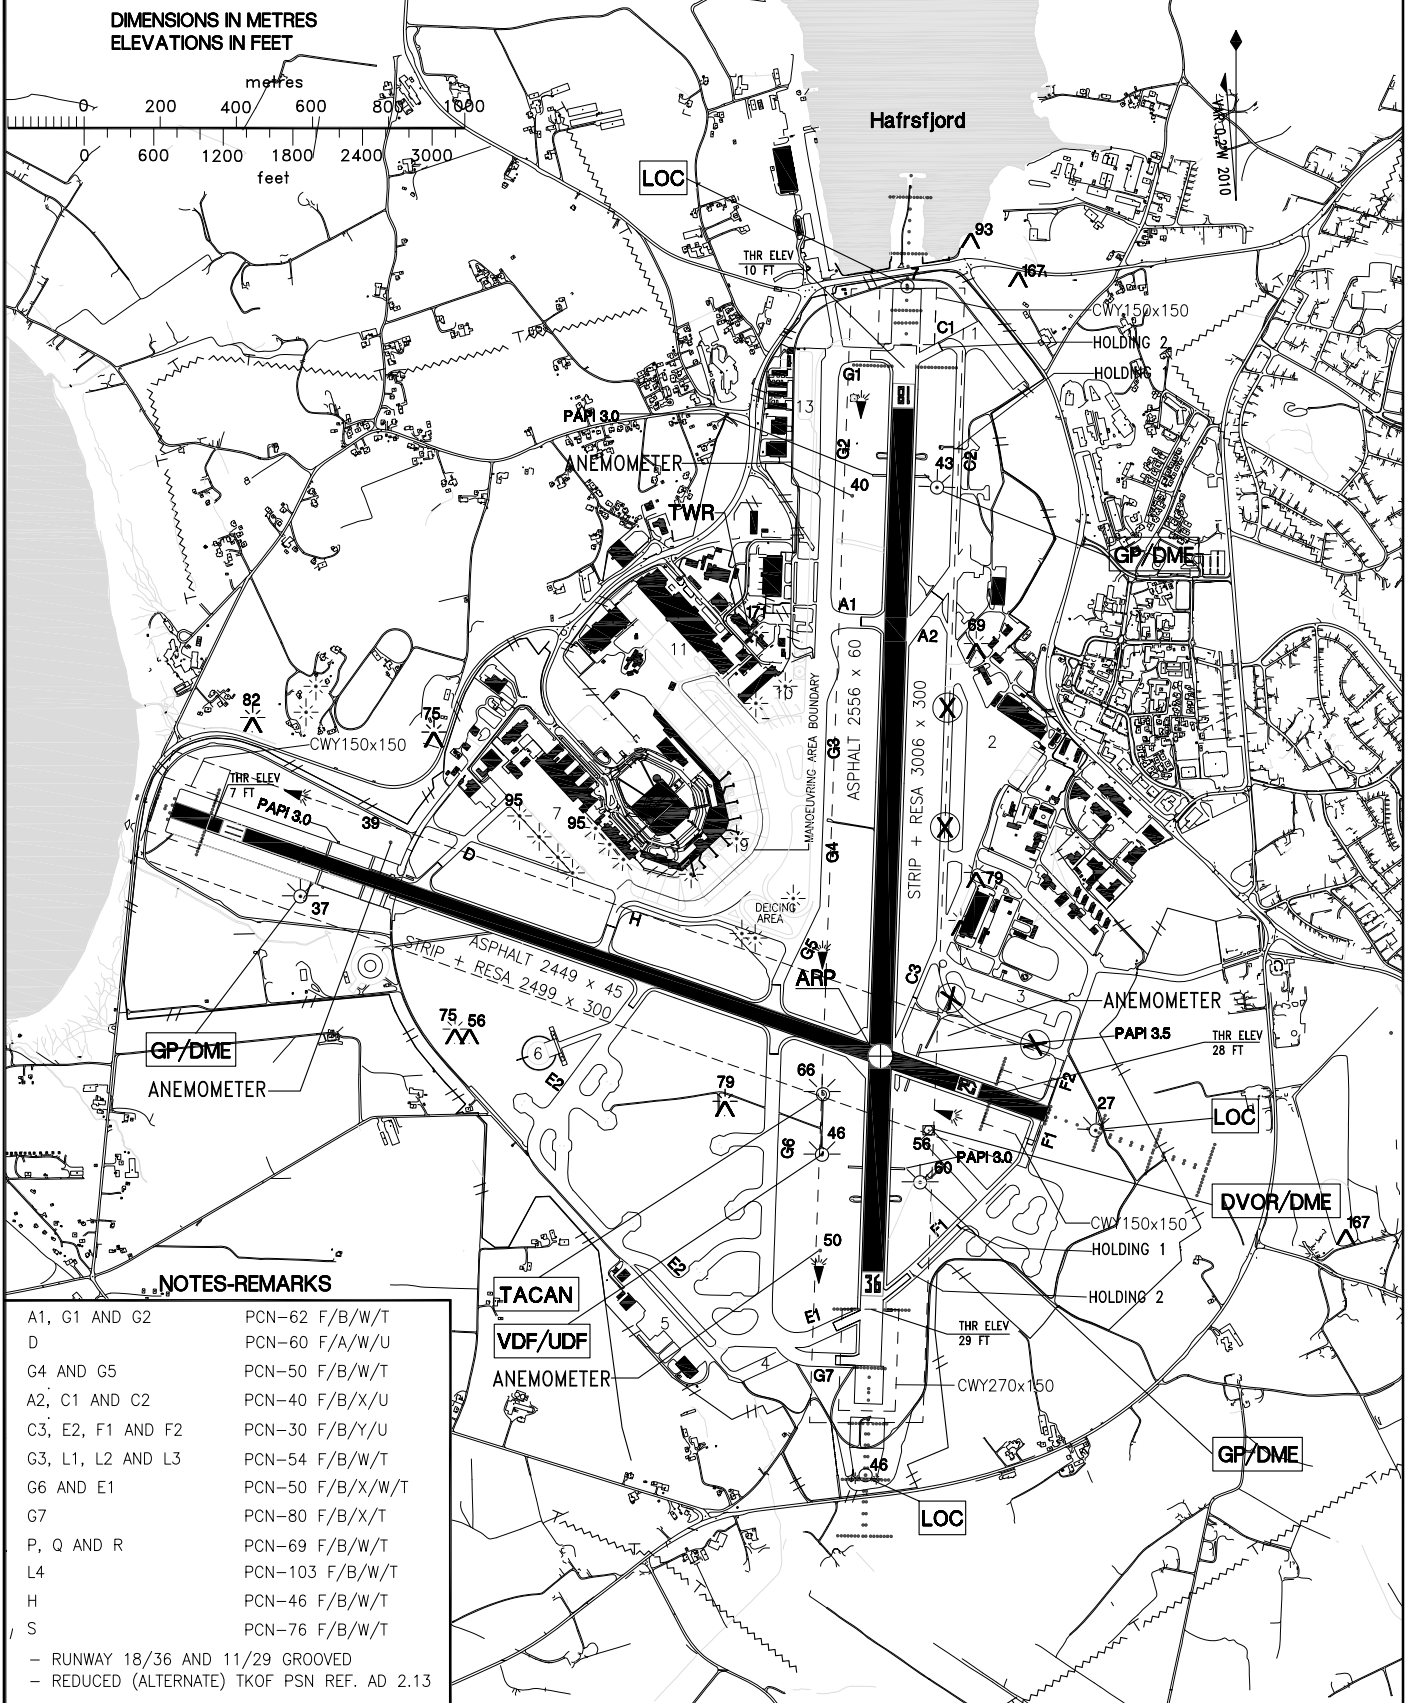 DIMENSIONS IN METRES
ELEVATIONS IN FEET
metres
0 200 400 600 800 1000
0 600 1200 1800 2400 3000
feet
Hafrsfjord
VAR 0.2°W 2010
LOC
93
THR ELEV
10 FT
7
167
CWY150x150
C1
1
HOLDING 2
HOLDING 1
G1
18
13
PAPI 3.0
G2
ANEMOMETER
43
C2
40
TWR
GP/DME
A1
171
69
A2
11
10
ASPHALT 2556 x 60
STRIP + RESA 3006 x 300
MANOEUVRING AREA BOUNDARY
82
75
CWY150x150
G3
2
THR ELEV
7 FT
PAPI 3.0
39
95
7
95
9
G4
D
79
37
H
DEICING
AREA
ASPHALT 2449 x 45
STRIP + RESA 2499 x 300
G5
ARP
C3
3
ANEMOMETER
75
56
PAPI 3.5
THR ELEV
28 FT
GP/DME
6
ANEMOMETER
E2
79
66
F2
27
LOC
46
56
F1
G6
PAPI 3.0
60
DVOR/DME
CWY150x150
167
F1
HOLDING 1
50
E2
NOTES-REMARKS
TACAN
36
HOLDING 2
E1
THR ELEV
29 FT
VDF/UDF
5
4
ANEMOMETER
G7
CWY270x150
GP/DME
46
LOC
A1, G1 AND G2 PCN-62 F/B/W/T
D PCN-60 F/A/W/U
G4 AND G5 PCN-50 F/B/W/T
A2, C1 AND C2 PCN-40 F/B/X/U
C3, E2, F1 AND F2 PCN-30 F/B/Y/U
G3, L1, L2 AND L3 PCN-54 F/B/W/T
G6 AND E1 PCN-50 F/B/X/W/T
G7 PCN-80 F/B/X/T
P, Q AND R PCN-69 F/B/W/T
L4 PCN-103 F/B/W/T
H PCN-46 F/B/W/T
S PCN-76 F/B/W/T
- RUNWAY 18/36 AND 11/29 GROOVED
- REDUCED (ALTERNATE) TKOF PSN REF. AD 2.13